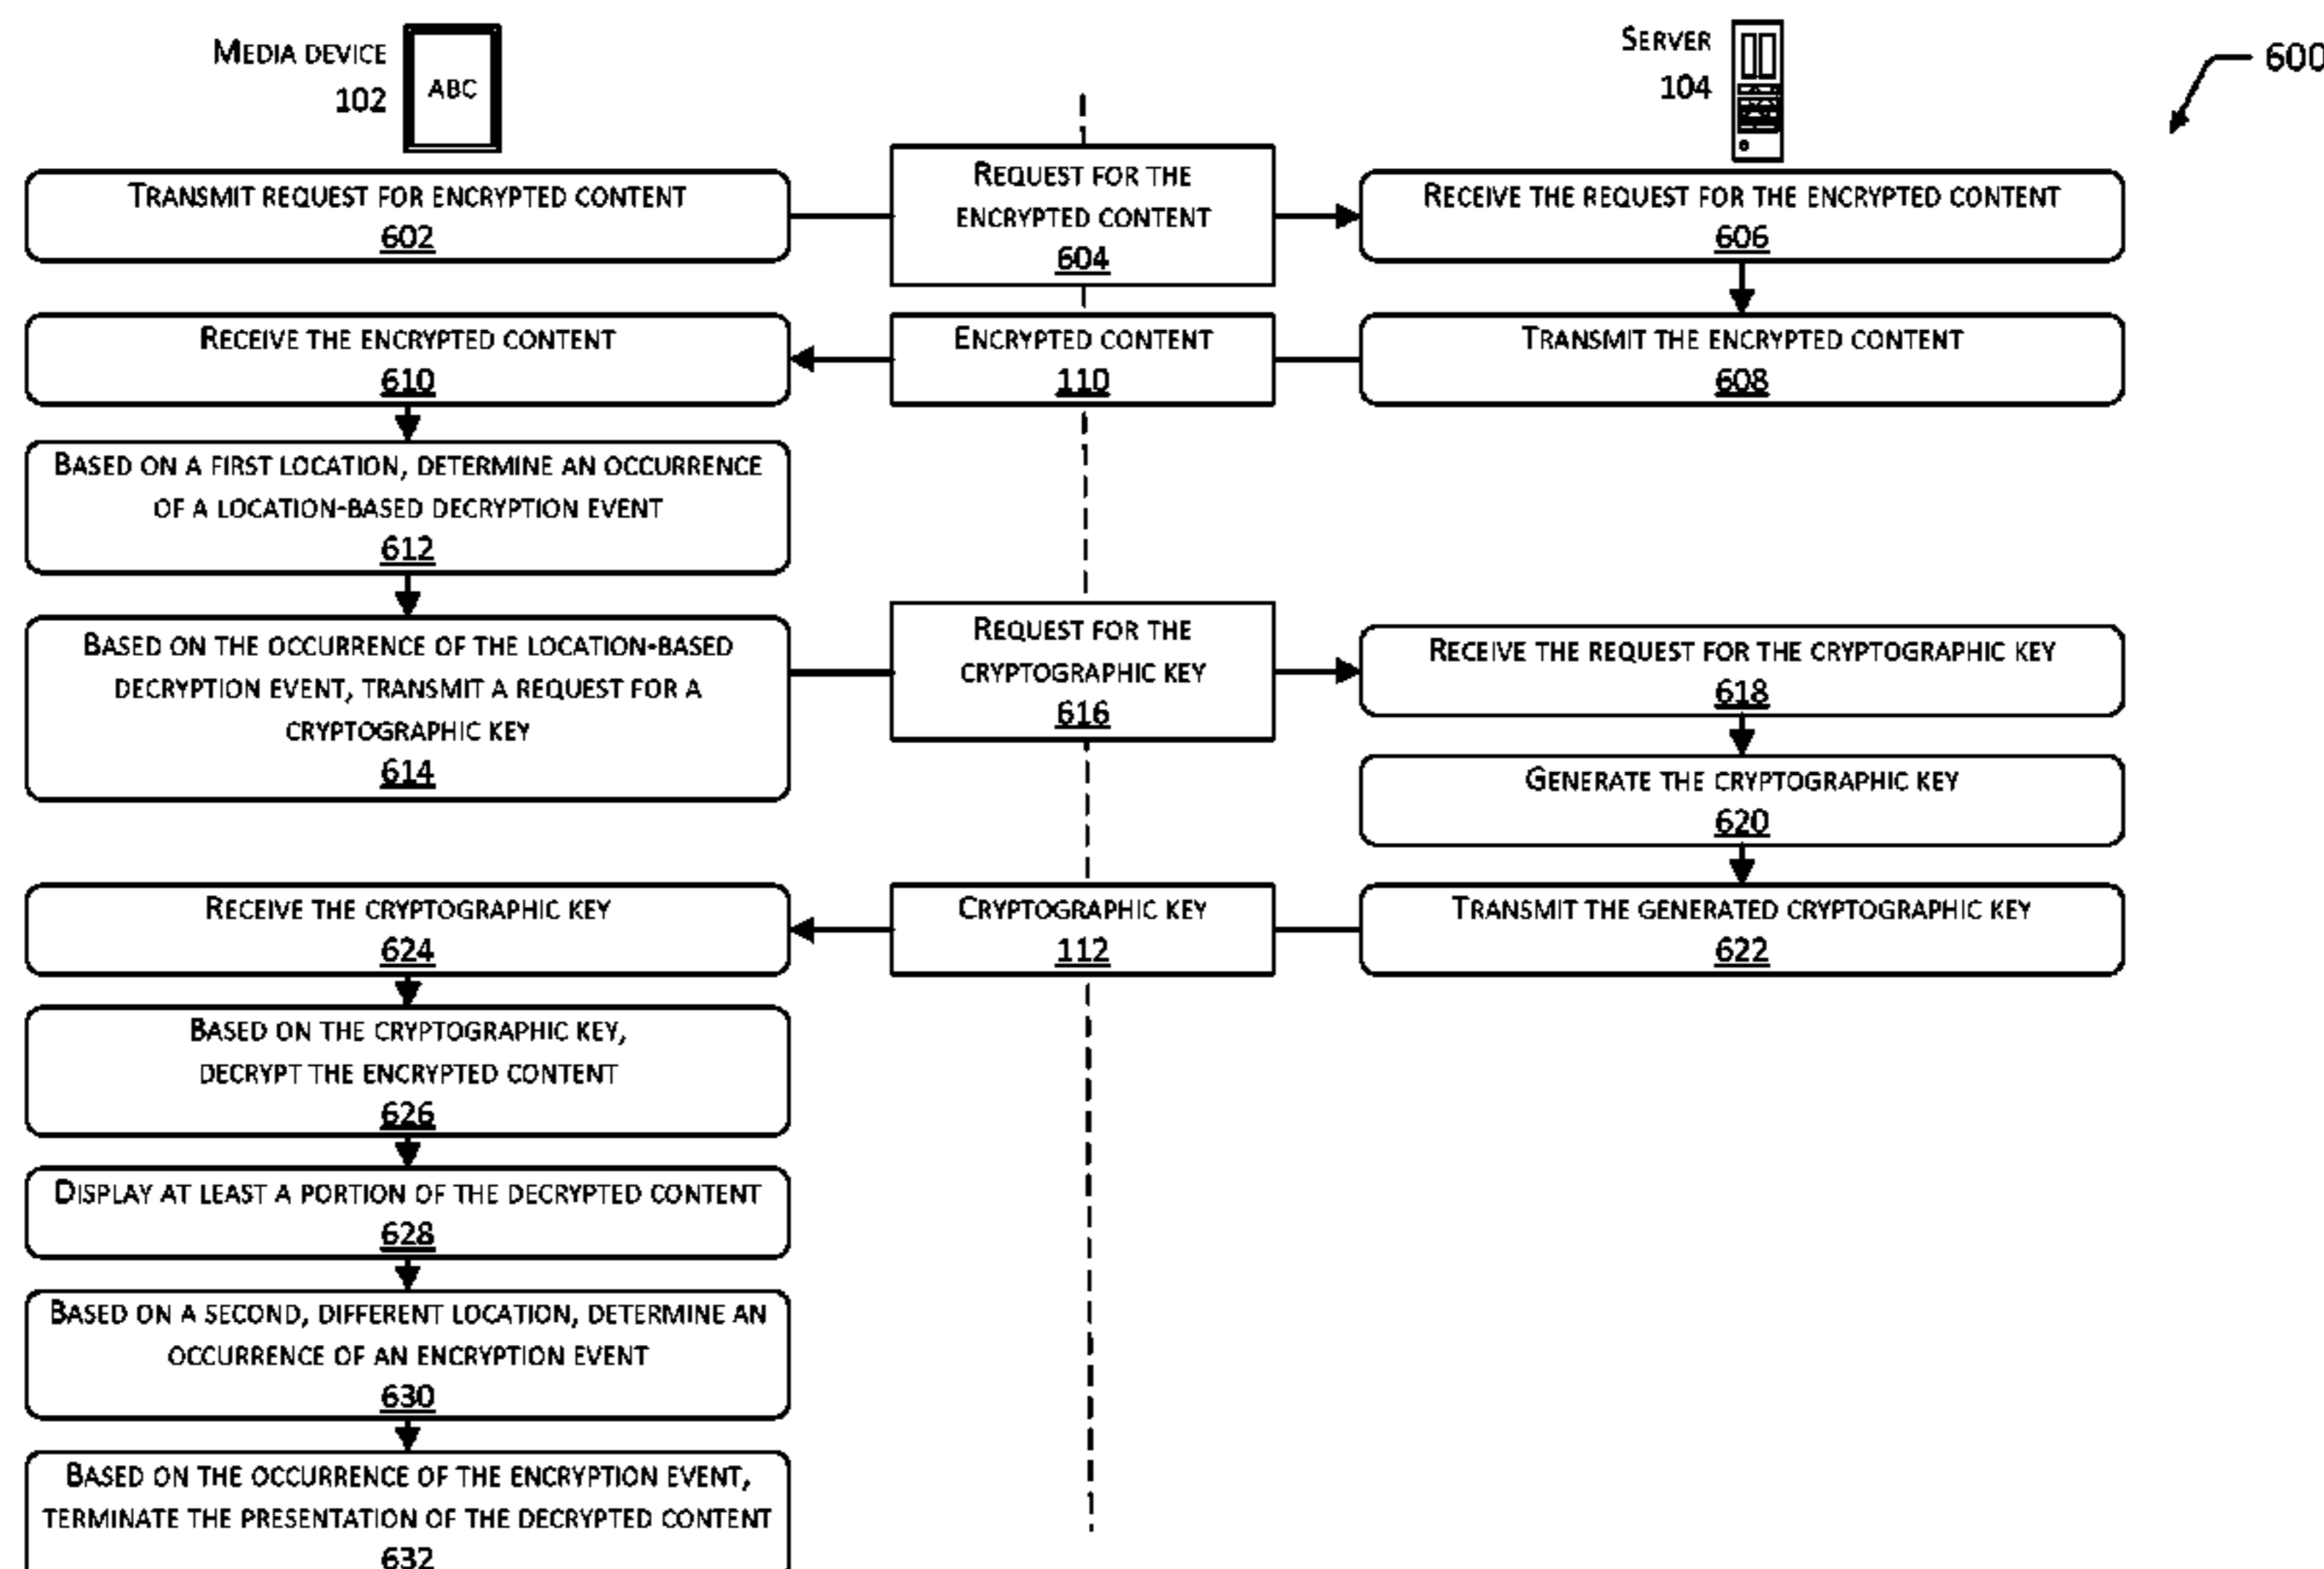 MEDIA DEVICE
102
ABC
SERVER
104
600
TRANSMIT REQUEST FOR ENCRYPTED CONTENT
602
REQUEST FOR THE
ENCRYPTED CONTENT
604
RECEIVE THE REQUEST FOR THE ENCRYPTED CONTENT
606
RECEIVE THE ENCRYPTED CONTENT
610
ENCRYPTED CONTENT
110
TRANSMIT THE ENCRYPTED CONTENT
608
BASED ON A FIRST LOCATION, DETERMINE AN OCCURRENCE
OF A LOCATION-BASED DECRYPTION EVENT
612
BASED ON THE OCCURRENCE OF THE LOCATION-BASED
DECRYPTION EVENT, TRANSMIT A REQUEST FOR A
CRYPTOGRAPHIC KEY
614
REQUEST FOR THE
CRYPTOGRAPHIC KEY
616
RECEIVE THE REQUEST FOR THE CRYPTOGRAPHIC KEY
618
GENERATE THE CRYPTOGRAPHIC KEY
620
RECEIVE THE CRYPTOGRAPHIC KEY
624
CRYPTOGRAPHIC KEY
112
TRANSMIT THE GENERATED CRYPTOGRAPHIC KEY
622
BASED ON THE CRYPTOGRAPHIC KEY,
DECRYPT THE ENCRYPTED CONTENT
626
DISPLAY AT LEAST A PORTION OF THE DECRYPTED CONTENT
628
BASED ON A SECOND, DIFFERENT LOCATION, DETERMINE AN
OCCURRENCE OF AN ENCRYPTION EVENT
630
BASED ON THE OCCURRENCE OF THE ENCRYPTION EVENT,
TERMINATE THE PRESENTATION OF THE DECRYPTED CONTENT
632